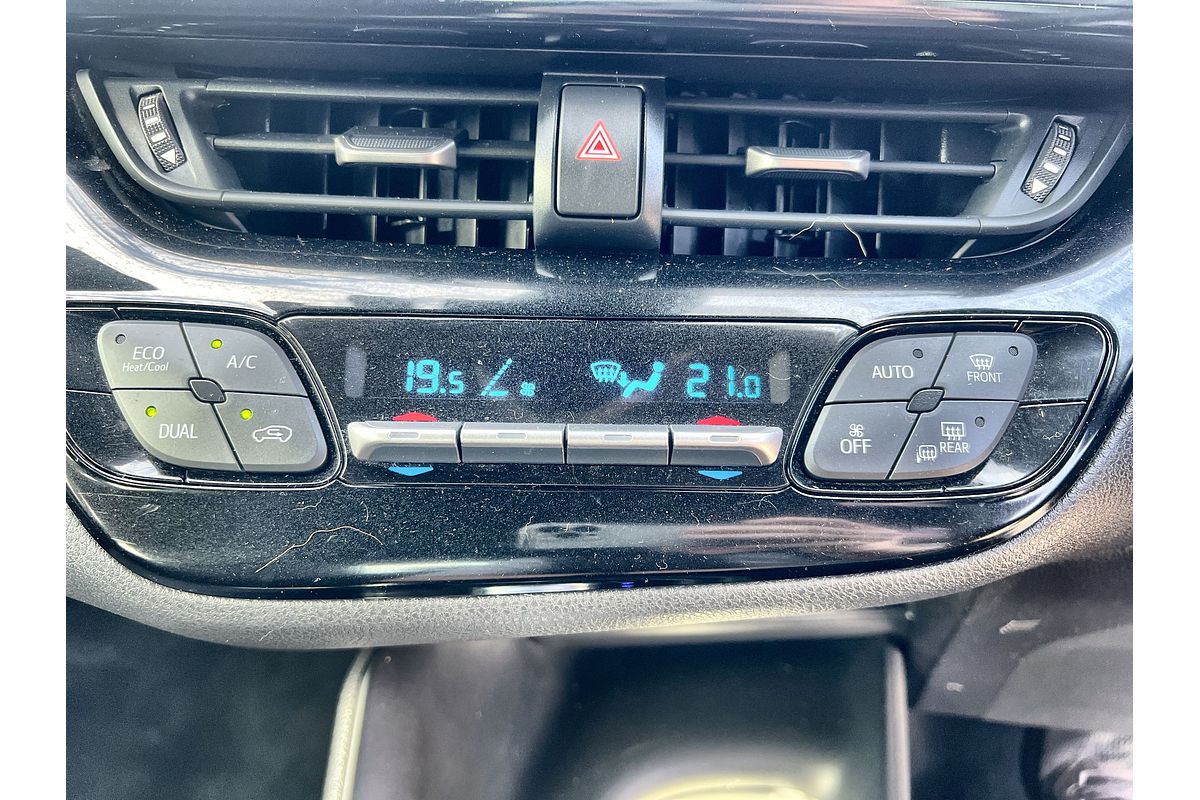 ECO
Heat/Cool
A/C
DUAL
19.5
21.0
AUTO
FRONT
OFF
REAR